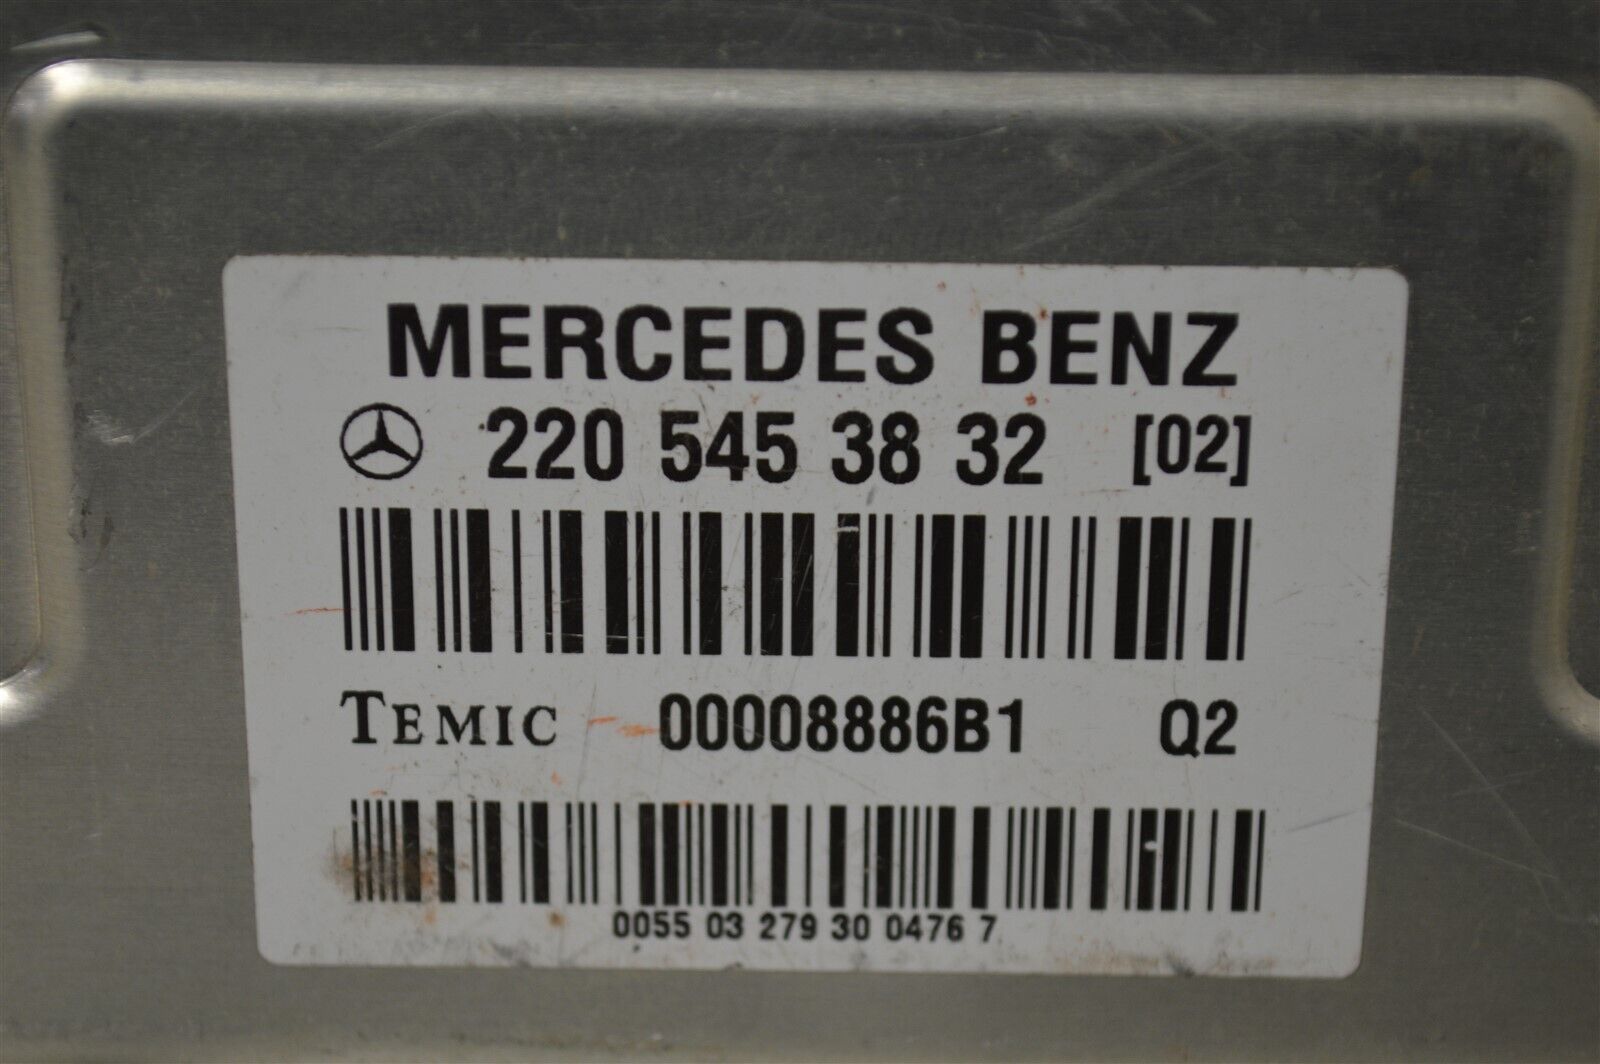 MERCEDES BENZ
220 545 38 32 [02]
TEMIC 00008886B1 Q2
0055 03 279 30 0476 7